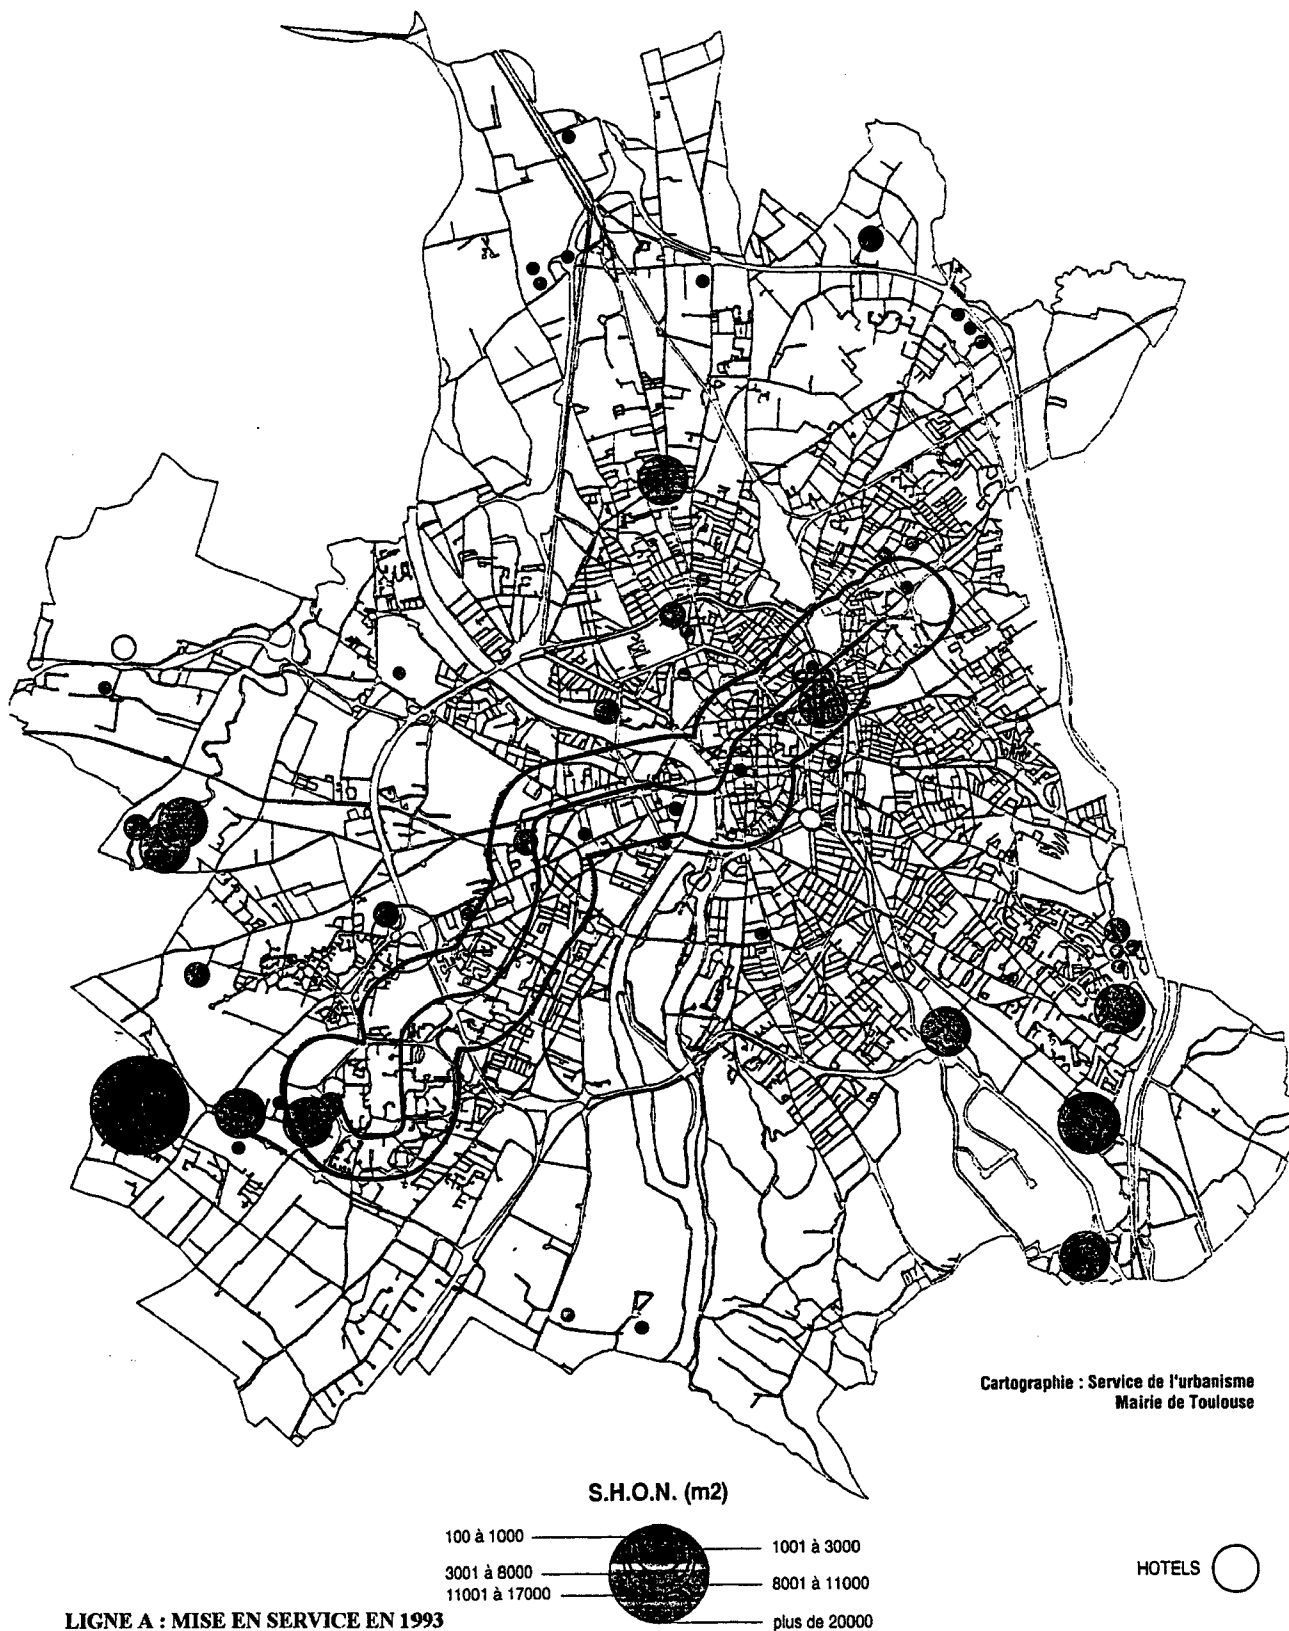 Cartographie : Service de l'urbanisme
Mairie de Toulouse
S.H.O.N. (m2)
100 à 1000
1001 à 3000
3001 à 8000
8001 à 11000
11001 à 17000
plus de 20000
HOTELS
LIGNE A : MISE EN SERVICE EN 1993